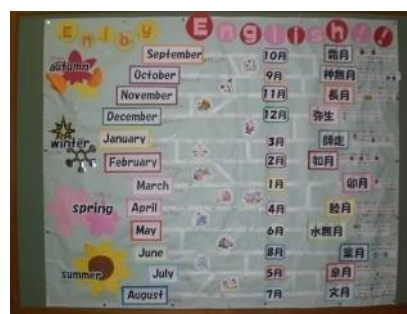 Enjoy English!!
autumn
September 10月 霜月
October 9月 神無月
November 11月 長月
December 12月 弥生
winter
January 3月 師走
February 2月 如月
March 1月 卯月
spring
April 4月 睦月
May 6月 水無月
June 8月 葉月
summer
July 5月 皐月
August 7月 文月